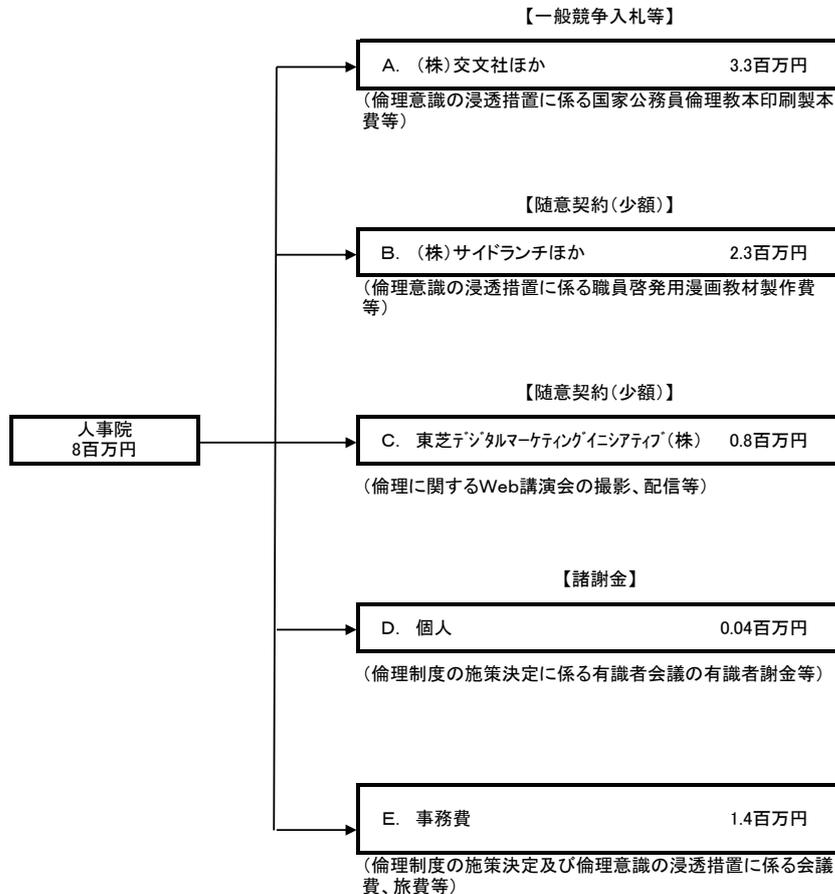 【一般競争入札等】
A. (株)交文社ほか 3.3百万円
(倫理意識の浸透措置に係る国家公務員倫理教本印刷製本
費等)
【随意契約(少額)】
B. (株)サイドランチほか 2.3百万円
(倫理意識の浸透措置に係る職員啓発用漫画教材製作費
等)
【随意契約(少額)】
人事院
8百万円
C. 東芝ﾃﾞｼﾞﾀﾙﾏｰｹﾃｨﾝｸﾞｲﾆｼｱﾃｨﾌﾞ(株) 0.8百万円
(倫理に関するWeb講演会の撮影、配信等)
【諸謝金】
D. 個人 0.04百万円
(倫理制度の施策決定に係る有識者会議の有識者謝金等)
E. 事務費 1.4百万円
(倫理制度の施策決定及び倫理意識の浸透措置に係る会議
費、旅費等)